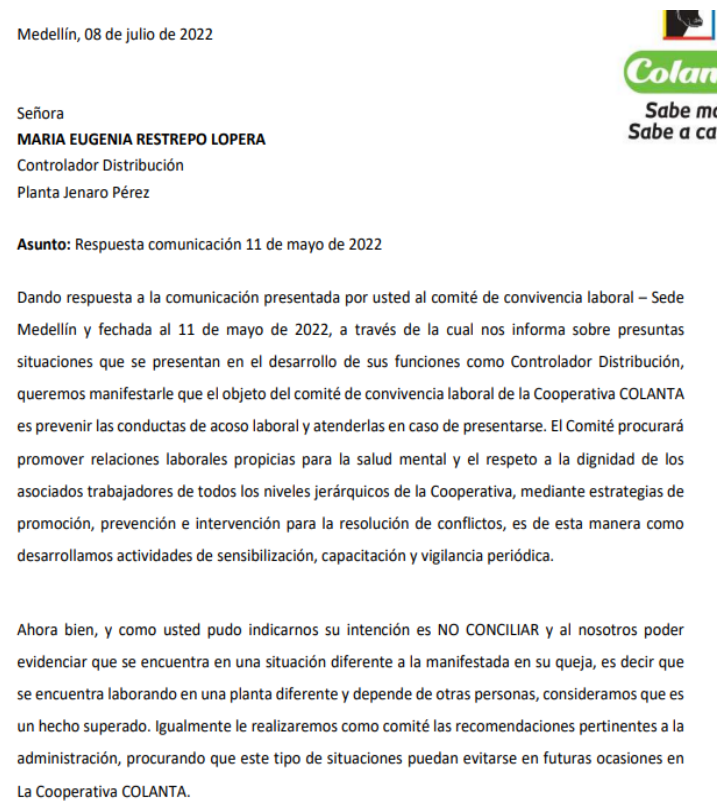 Medellín, 08 de julio de 2022
Colan
Sabe m
Sabe a ca
Señora
MARIA EUGENIA RESTREPO LOPERA
Controlador Distribución
Planta Jenaro Pérez
Asunto: Respuesta comunicación 11 de mayo de 2022
Dando respuesta a la comunicación presentada por usted al comité de convivencia laboral – Sede
Medellín y fechada al 11 de mayo de 2022, a través de la cual nos informa sobre presuntas
situaciones que se presentan en el desarrollo de sus funciones como Controlador Distribución,
queremos manifestarle que el objeto del comité de convivencia laboral de la Cooperativa COLANTA
es prevenir las conductas de acoso laboral y atenderlas en caso de presentarse. El Comité procurará
promover relaciones laborales propicias para la salud mental y el respeto a la dignidad de los
asociados trabajadores de todos los niveles jerárquicos de la Cooperativa, mediante estrategias de
promoción, prevención e intervención para la resolución de conflictos, es de esta manera como
desarrollamos actividades de sensibilización, capacitación y vigilancia periódica.
Ahora bien, y como usted pudo indicarnos su intención es NO CONCILIAR y al nosotros poder
evidenciar que se encuentra en una situación diferente a la manifestada en su queja, es decir que
se encuentra laborando en una planta diferente y depende de otras personas, consideramos que es
un hecho superado. Igualmente le realizaremos como comité las recomendaciones pertinentes a la
administración, procurando que este tipo de situaciones puedan evitarse en futuras ocasiones en
La Cooperativa COLANTA.